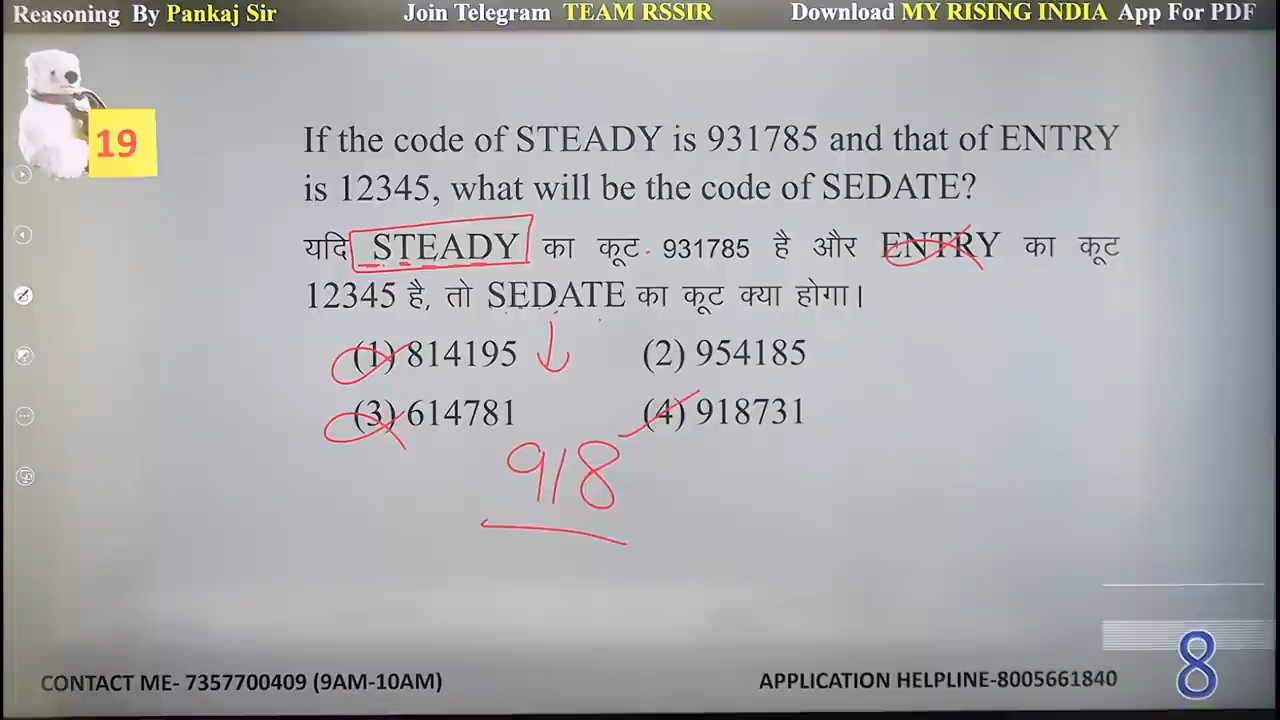 Reasoning By Pankaj Sir Join Telegram TEAM RSSIR Download MY RISING INDIA App For PDF
19
If the code of STEADY is 931785 and that of ENTRY
is 12345, what will be the code of SEDATE?
यदि STEADY का कूट 931785 है और ENTRY का कूट
12345 है, तो SEDATE का कूट क्या होगा।
(1) 814195 (2) 954185
(3) 614781 (4) 918731
918
8
CONTACT ME- 7357700409 (9AM-10AM) APPLICATION HELPLINE-8005661840